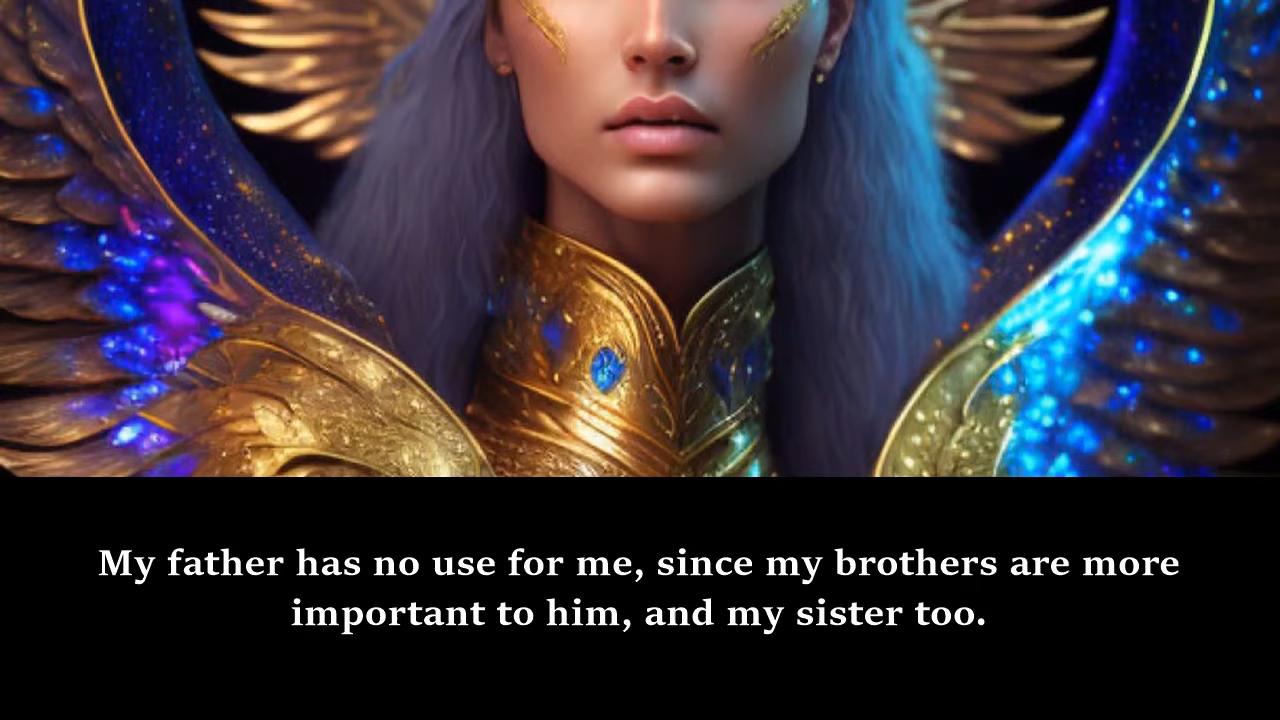 My father has no use for me, since my brothers are more
important to him, and my sister too.